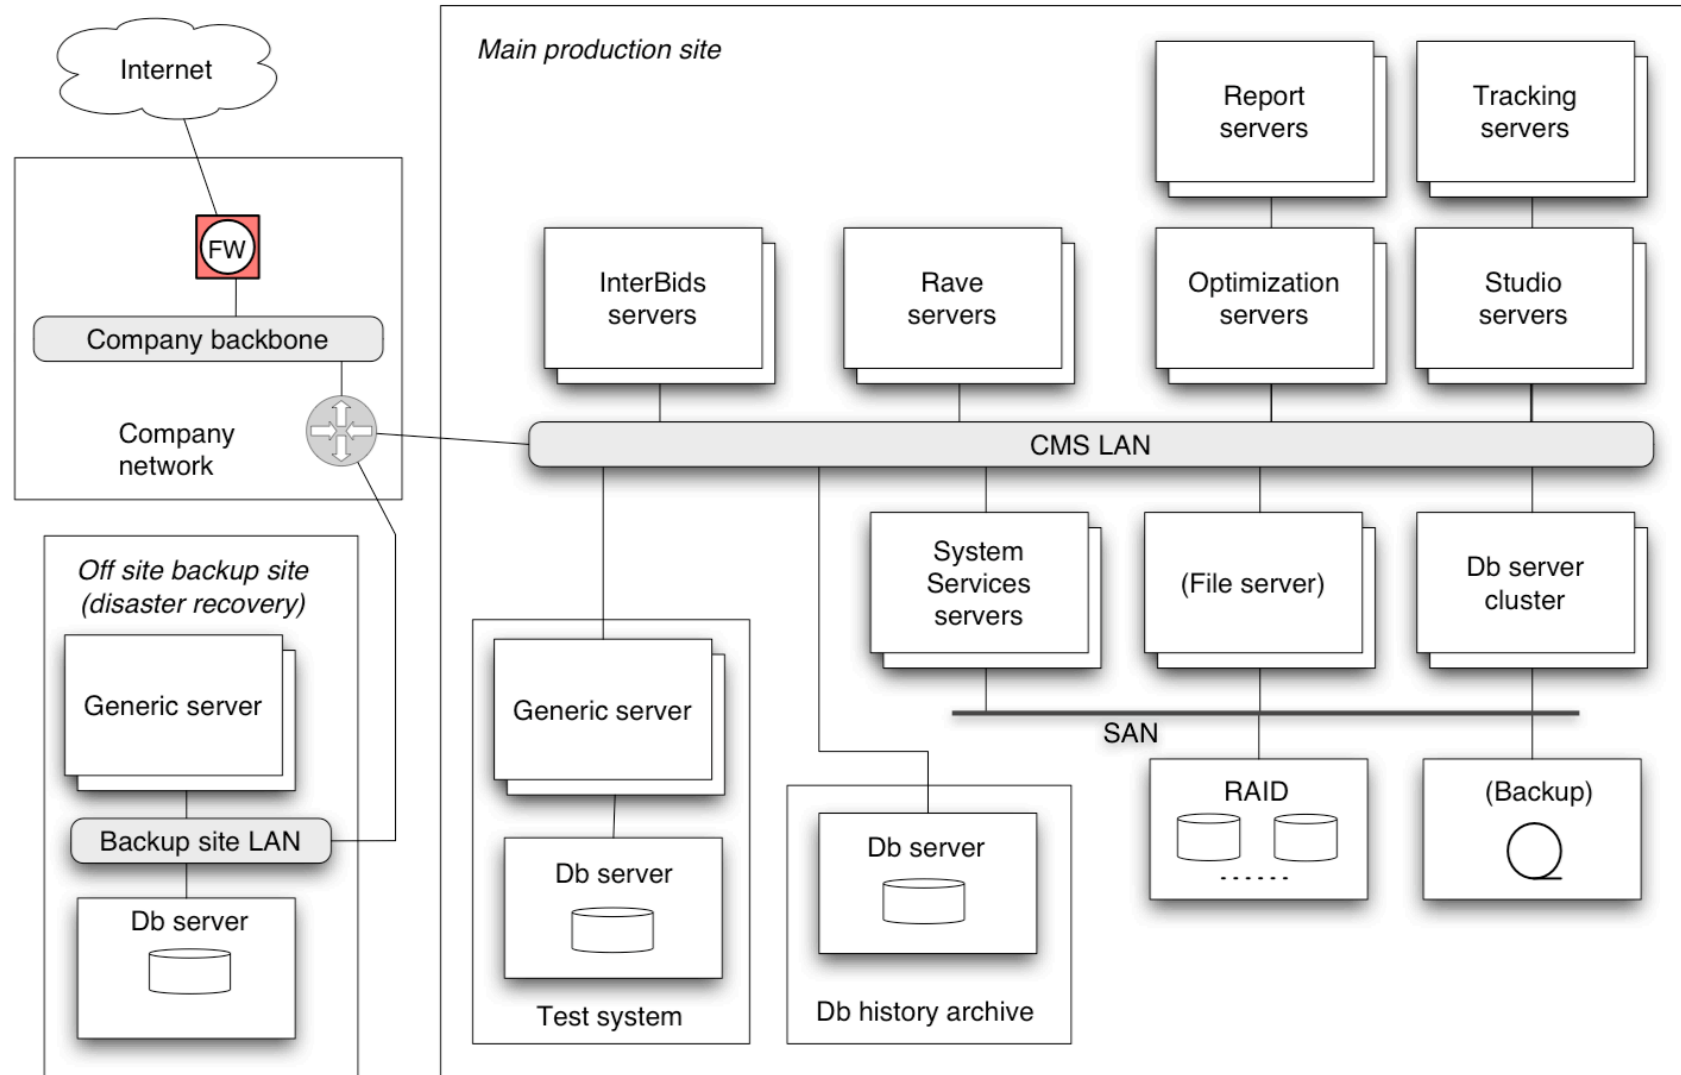 Internet
FW
Company backbone
Company
network
Off site backup site
(disaster recovery)
Generic server
Backup site LAN
Db server
Main production site
Report
servers
Tracking
servers
InterBids
servers
Rave
servers
Optimization
servers
Studio
servers
CMS LAN
System
Services
servers
(File server)
Db server
cluster
SAN
RAID
(Backup)
Generic server
Db server
Test system
Db server
Db history archive